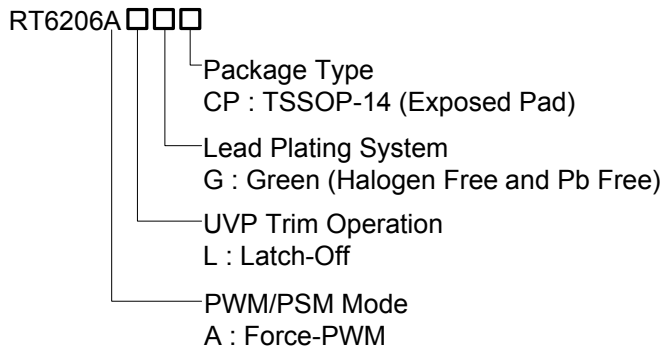 RT6206A
Package Type
CP : TSSOP-14 (Exposed Pad)
Lead Plating System
G : Green (Halogen Free and Pb Free)
UVP Trim Operation
L : Latch-Off
PWM/PSM Mode
A : Force-PWM